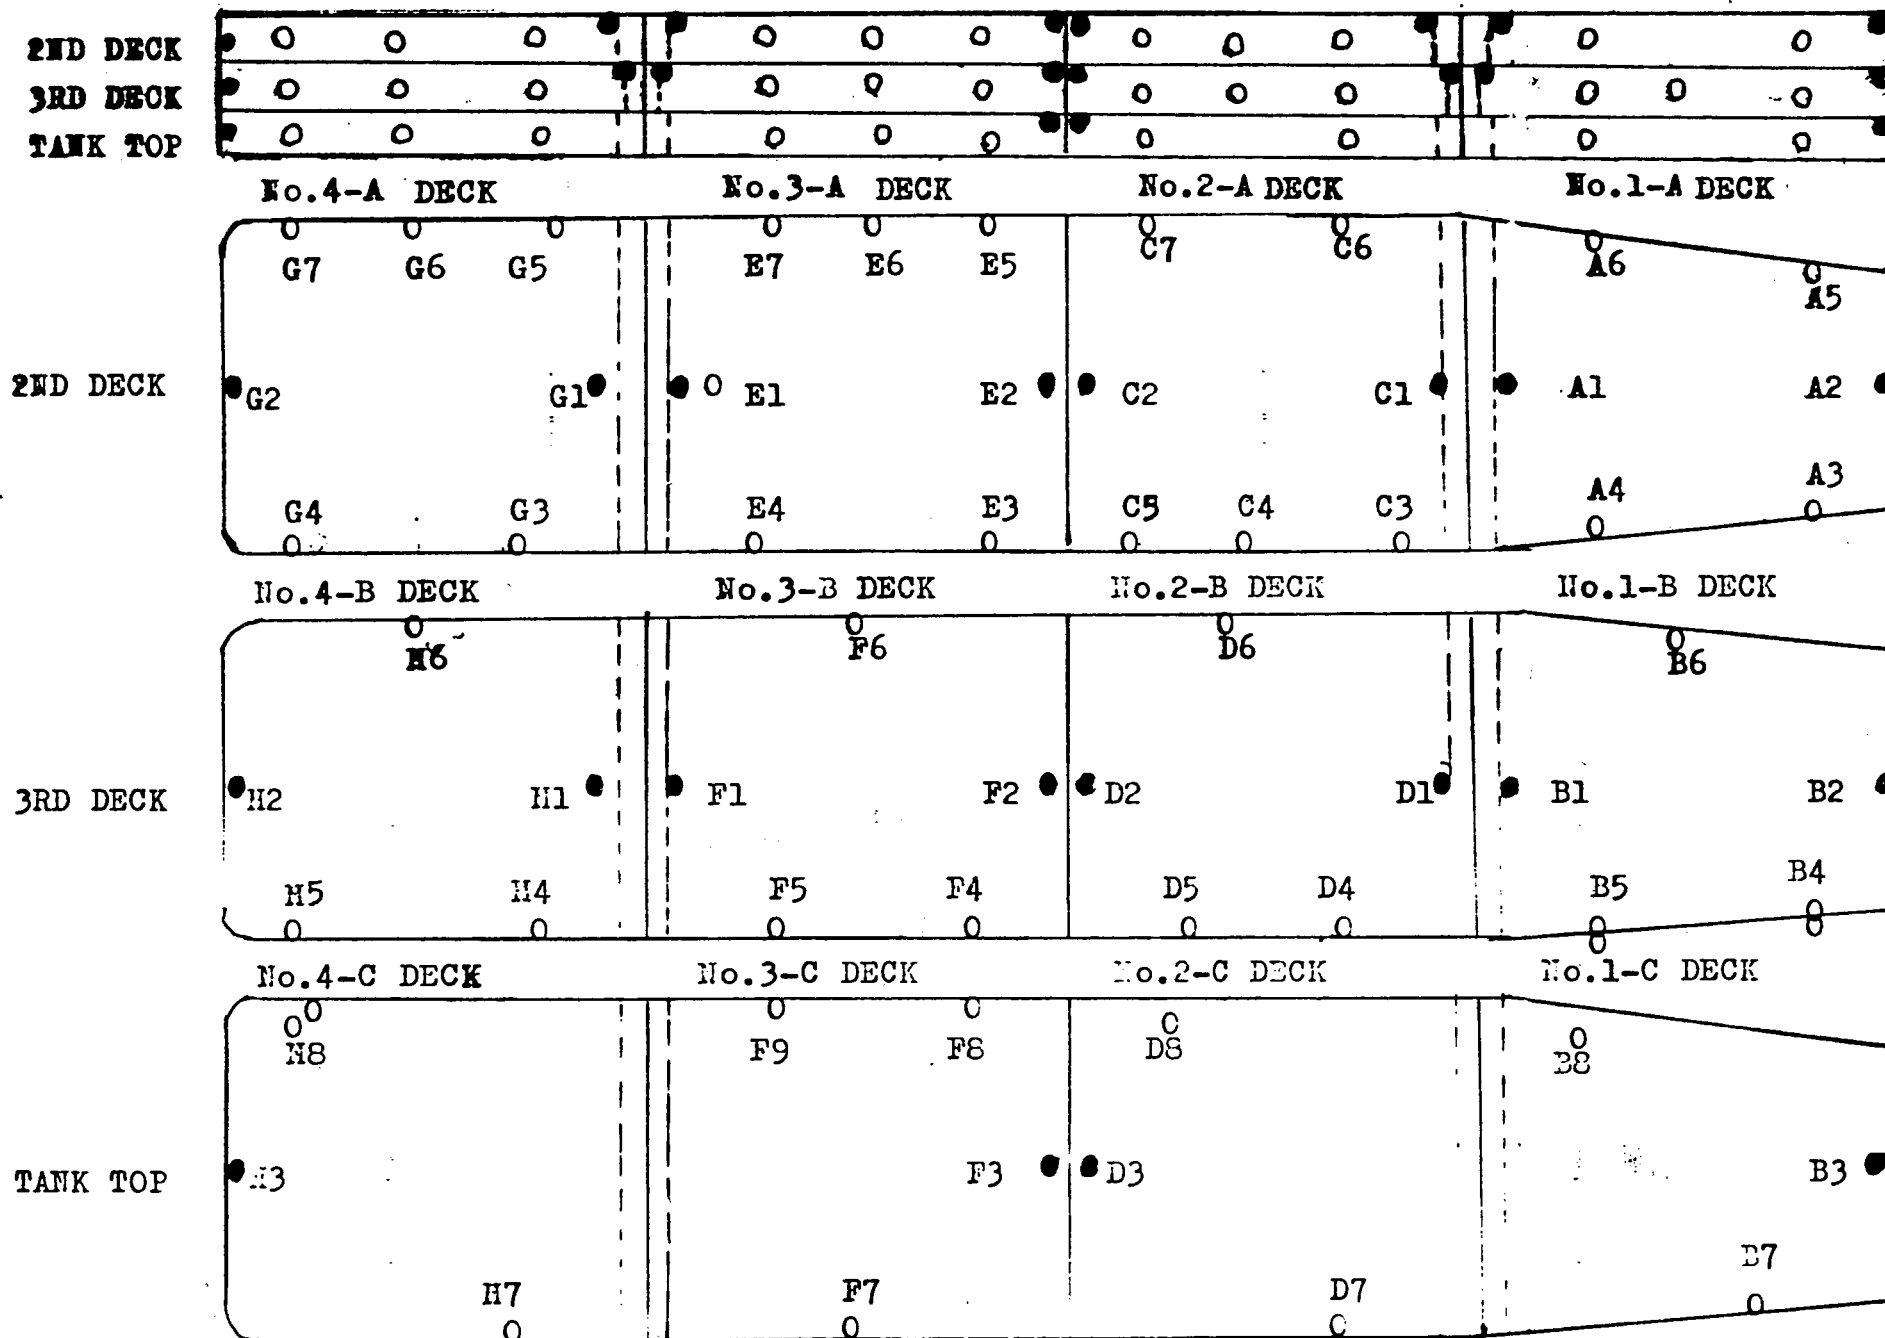 2ND DECK
3RD DECK
TANK TOP
No.4-A DECK No.3-A DECK No.2-A DECK No.1-A DECK
G7 G6 G5 E7 E6 E5 C7 C6 A6 A5
2ND DECK G2 G1 E1 E2 C2 C1 A1 A2
G4 G3 E4 E3 C5 C4 C3 A4 A3
No.4-B DECK No.3-B DECK No.2-B DECK No.1-B DECK
H6 F6 D6 B6
3RD DECK H2 H1 F1 F2 D2 D1 B1 B2
H5 H4 F5 F4 D5 D4 B5 B4
No.4-C DECK No.3-C DECK No.2-C DECK No.1-C DECK
H8 F9 F8 D8 B8
TANK TOP H3 F3 D3 B3
H7 F7 D7 B7